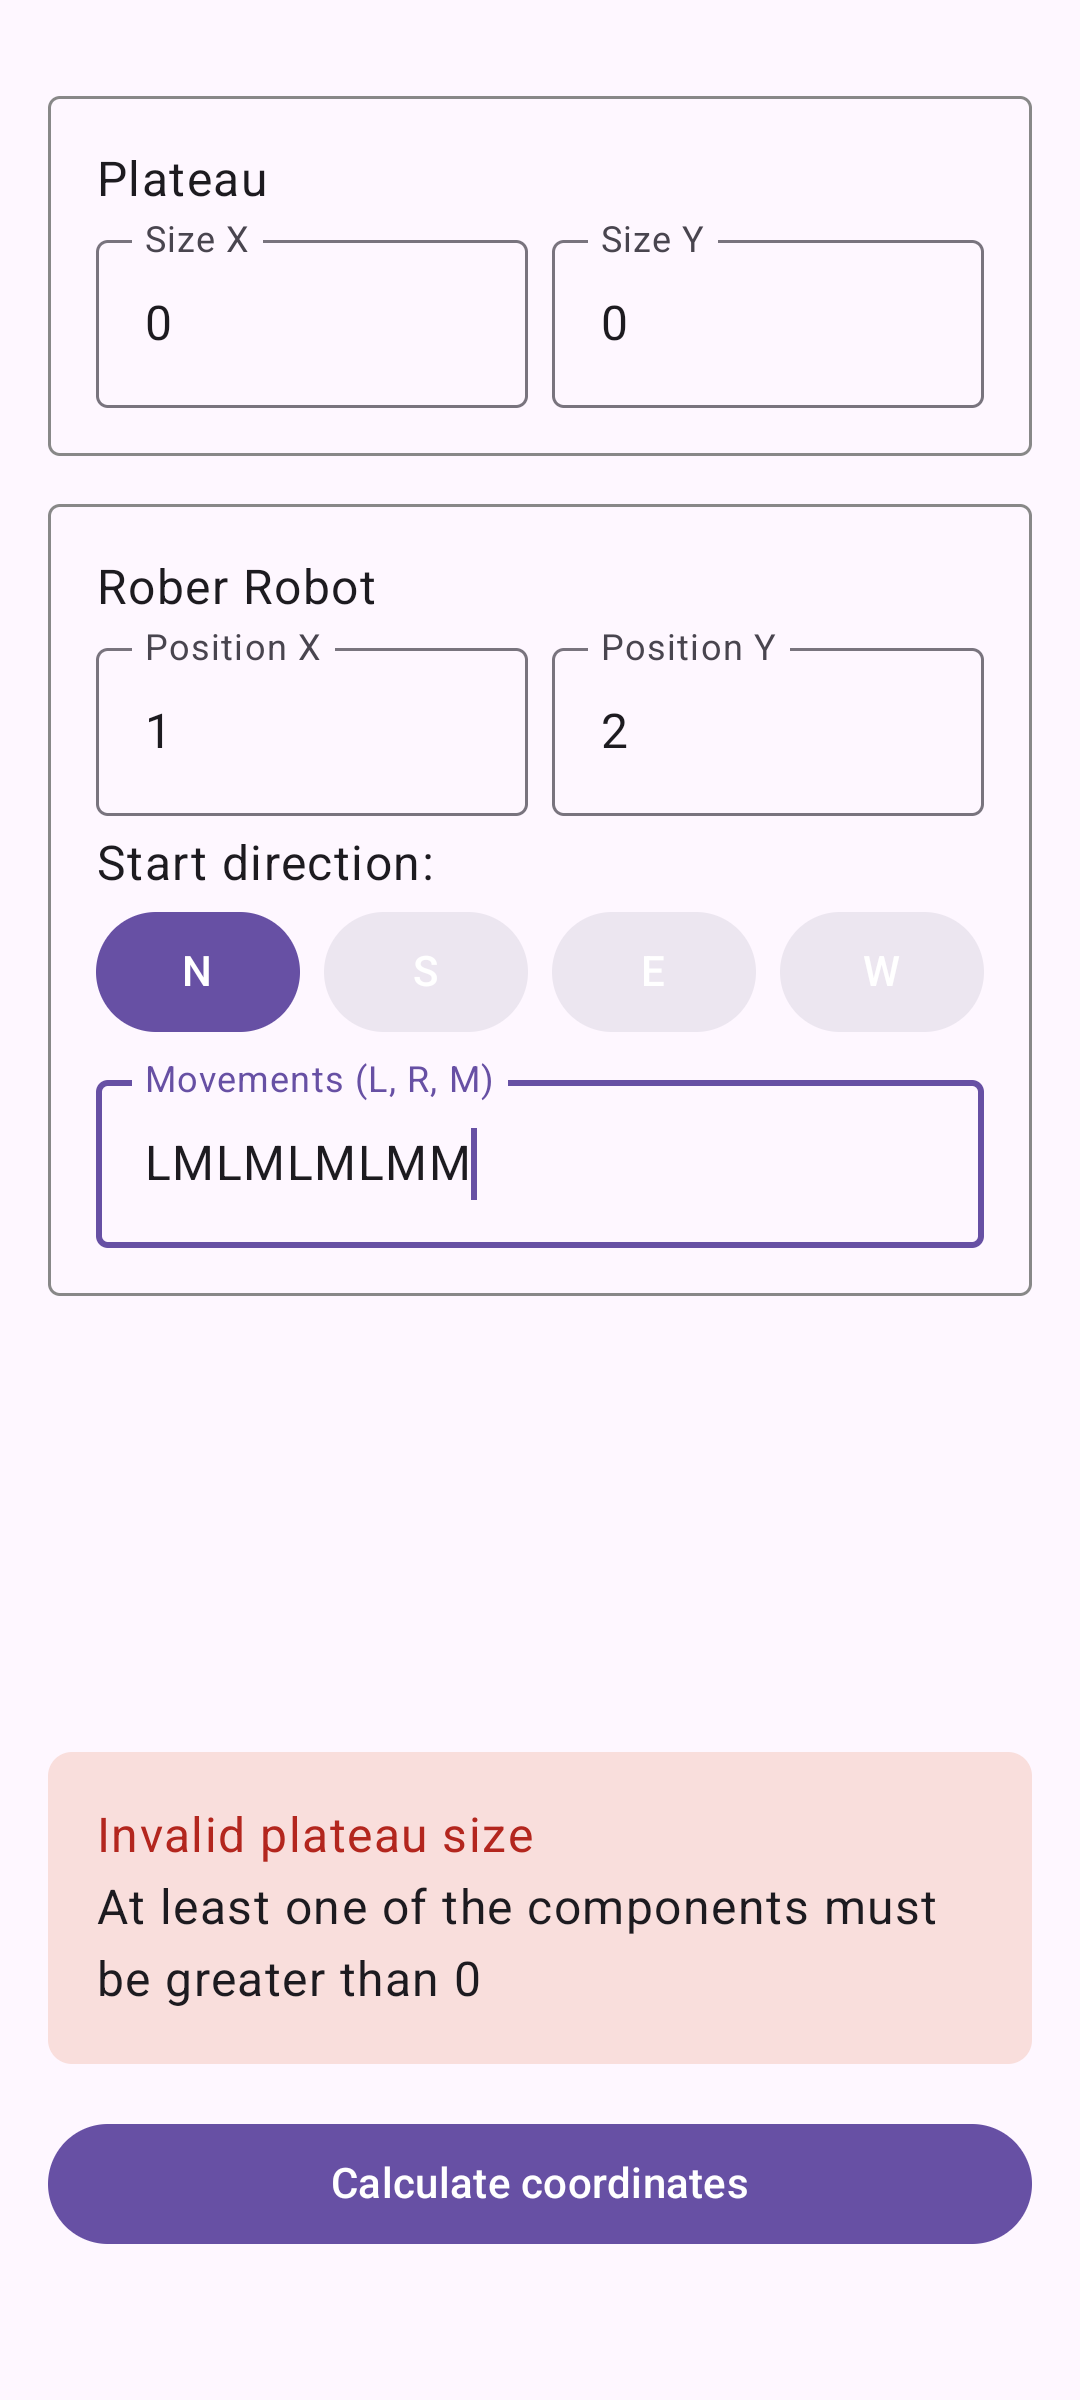 Plateau
Size X
Size Y
0
0
Rober Robot
Position X
Position Y
1
2
Start direction:
N
S
E
W
Movements (L, R, M)
LMLMLMLMM
Invalid plateau size
At least one of the components must
be greater than 0
Calculate coordinates